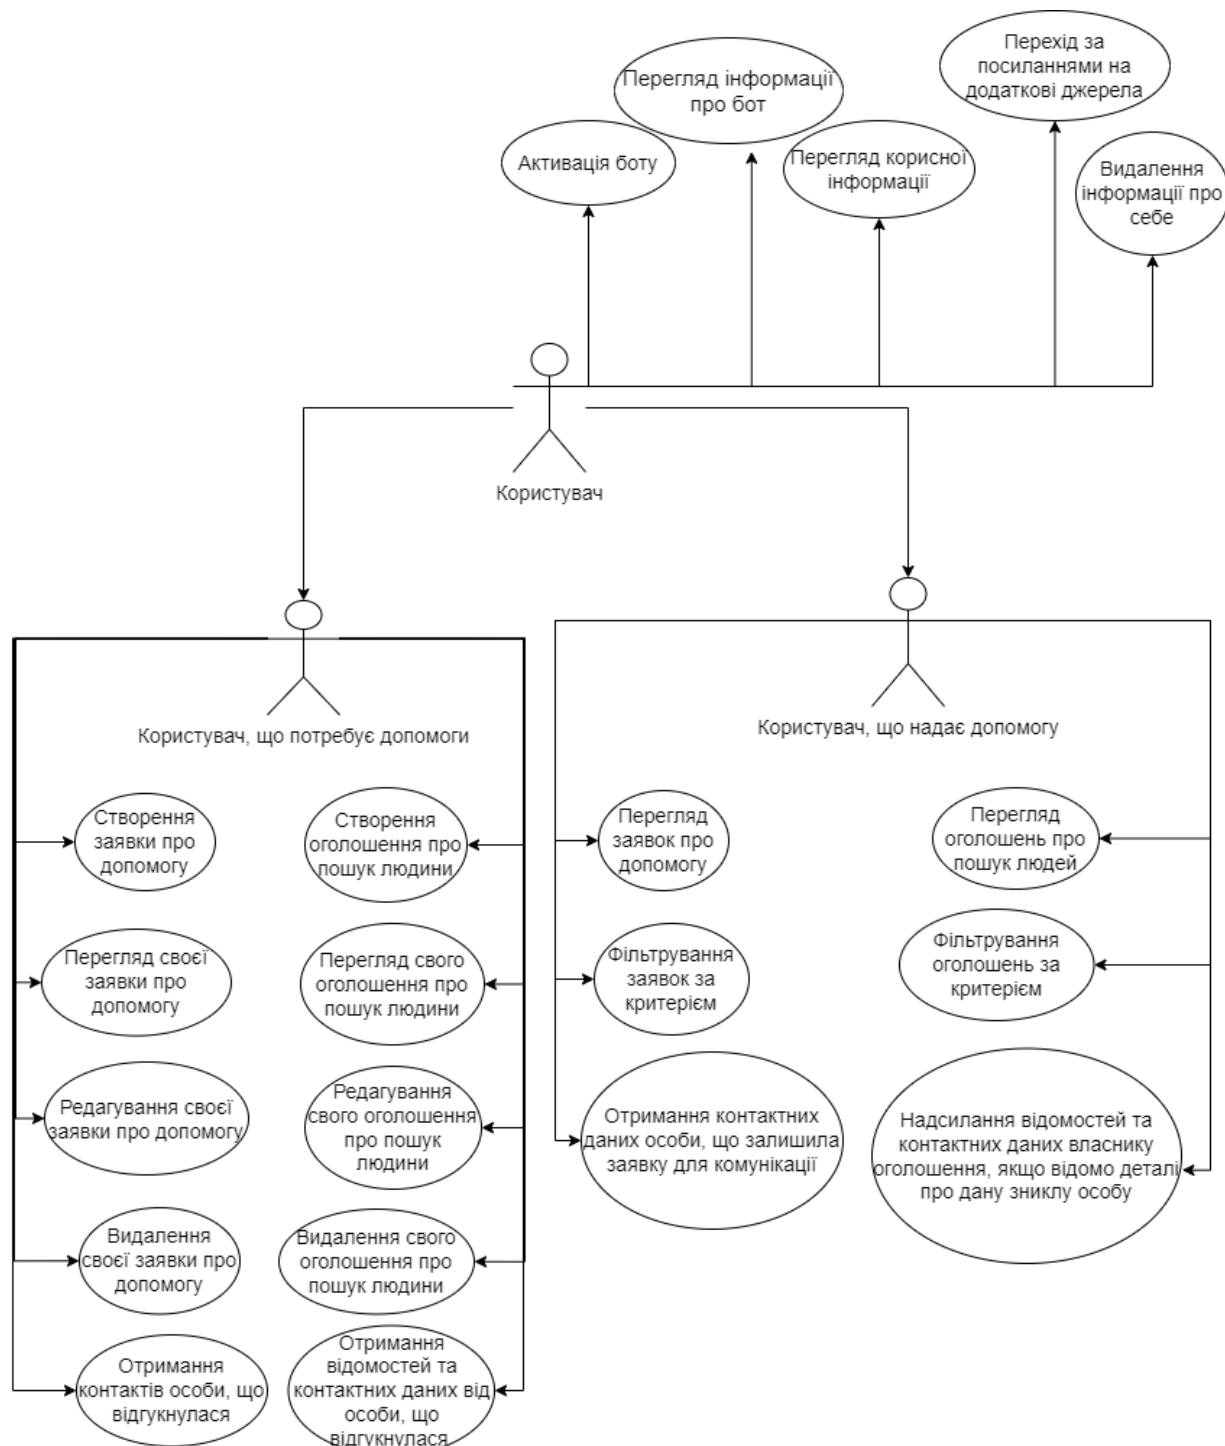 Перехід за
посиланнями на
додаткові джерела
Перегляд інформації
про бот
Активація боту
Перегляд корисної
інформації
Видалення
інформації про
себе
Користувач
Користувач, що потребує допомоги
Користувач, що надає допомогу
Створення
заявки про
допомогу
Створення
оголошення про
пошук людини
Перегляд
заявок про
допомогу
Перегляд
оголошень про
пошук людей
Перегляд своєї
заявки про
допомогу
Перегляд свого
оголошення про
пошук людини
Фільтрування
заявок за
критерієм
Фільтрування
оголошень за
критерієм
Редагування своєї
заявки про допомогу
Редагування
свого оголошення
про пошук
людини
Отримання контактних
даних особи, що залишила
заявку для комунікації
Надсилання відомостей та
контактних даних власнику
оголошення, якщо відомо деталі
про дану зниклу особу
Видалення
своєї заявки про
допомогу
Видалення свого
оголошення про
пошук людини
Отримання
контактів особи, що
відгукнулася
Отримання
відомостей та
контактних даних від
особи, що
відгукнулася